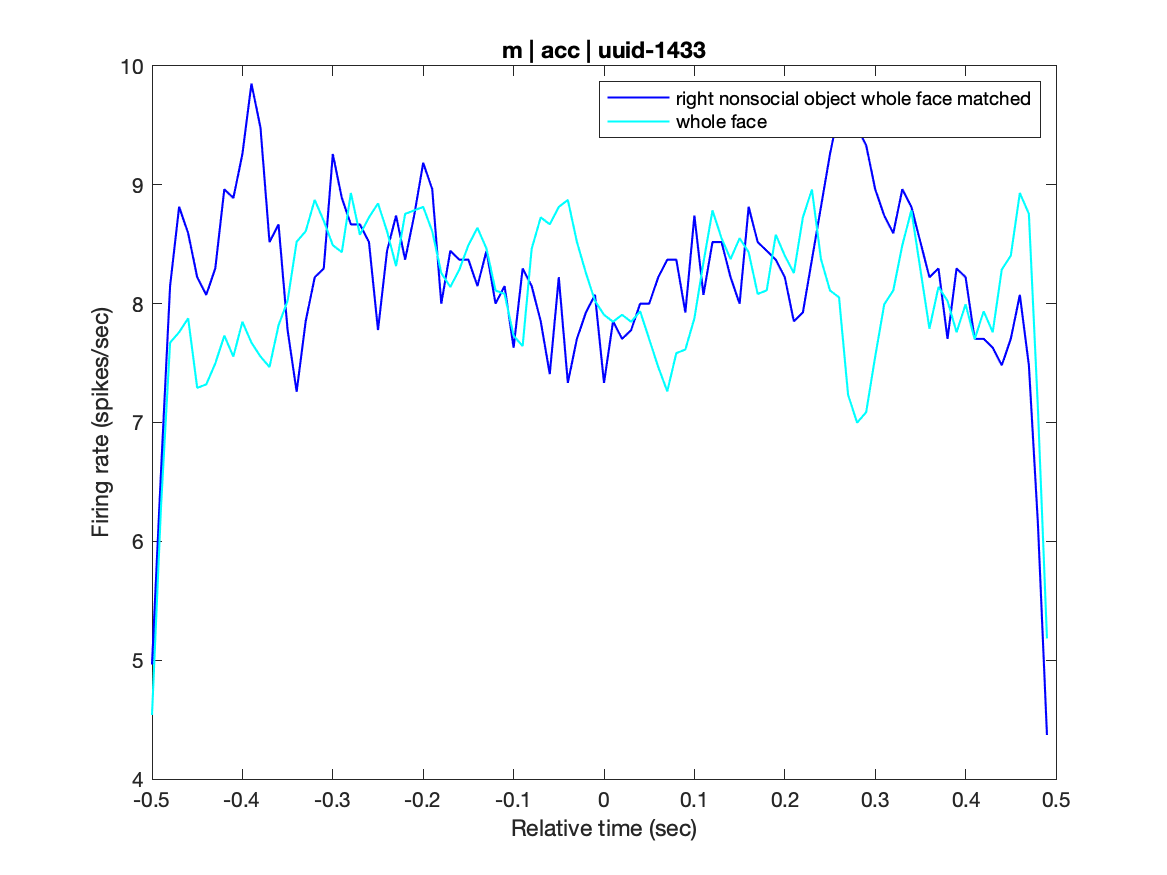 m | acc | uuid-1433
right nonsocial object whole face matched
whole face
Firing rate (spikes/sec)
10
9
8
7
6
5
4
-0.5 -0.4 -0.3 -0.2 -0.1 0 0.1 0.2 0.3 0.4 0.5
Relative time (sec)